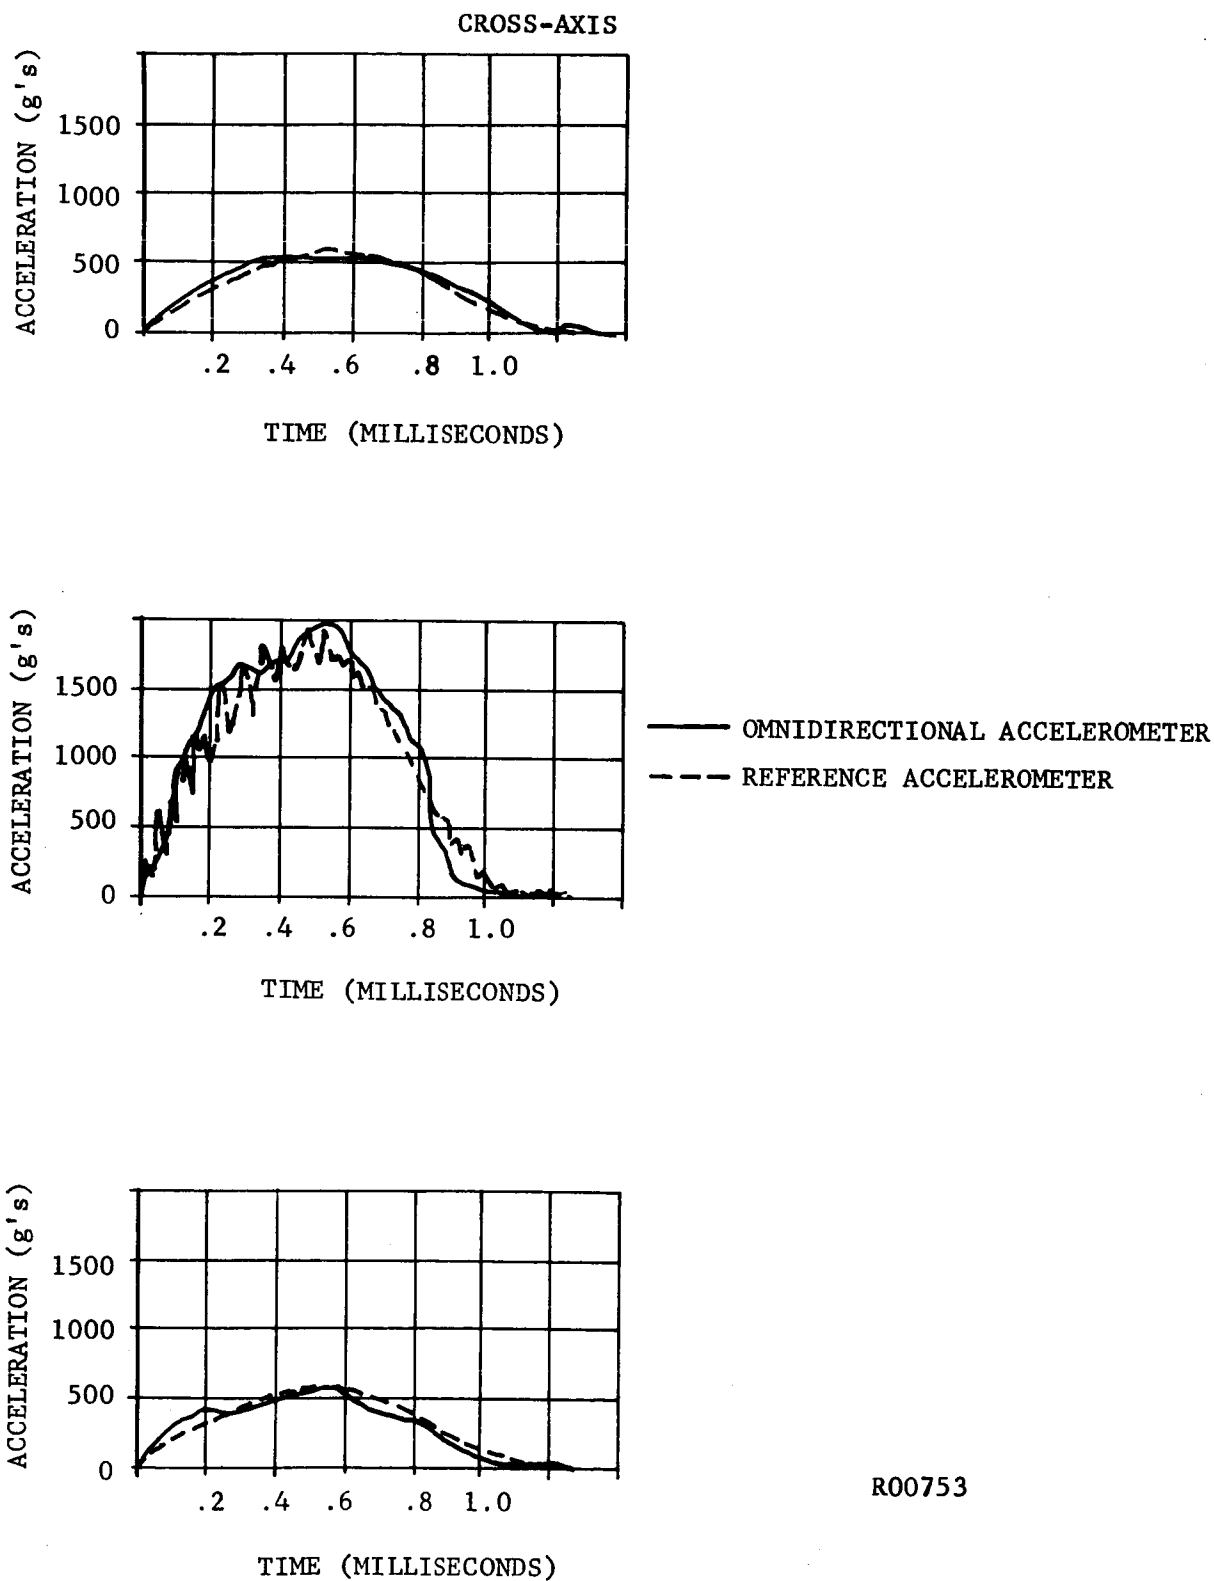 CROSS-AXIS
ACCELERATION (g's)
1500
1000
500
0
.2 .4 .6 .8 1.0
TIME (MILLISECONDS)
ACCELERATION (g's)
1500
1000
500
0
.2 .4 .6 .8 1.0
TIME (MILLISECONDS)
OMNIDIRECTIONAL ACCELEROMETER
REFERENCE ACCELEROMETER
ACCELERATION (g's)
1500
1000
500
0
.2 .4 .6 .8 1.0
TIME (MILLISECONDS)
R00753